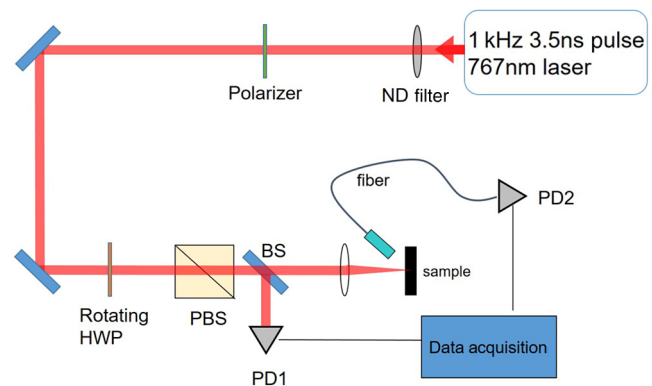 1 kHz 3.5ns pulse
767nm laser
Polarizer
ND filter
fiber
PD2
BS
sample
Rotating
HWP
PBS
Data acquisition
PD1